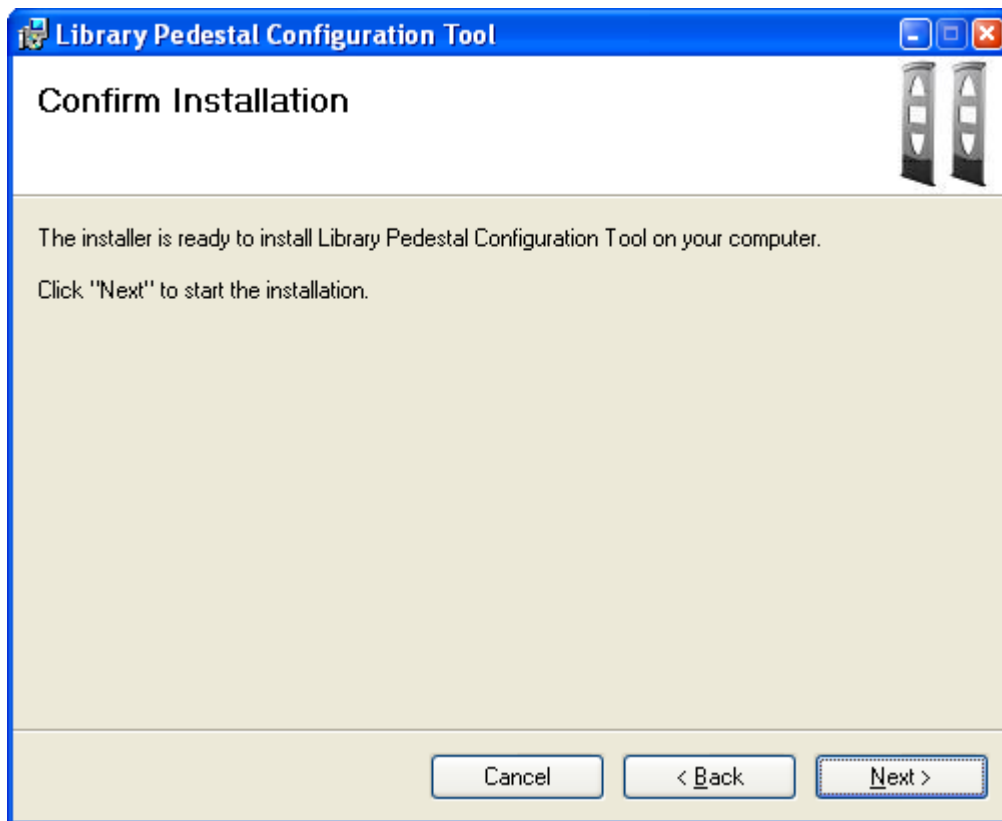 Library Pedestal Configuration Tool
Confirm Installation
The installer is ready to install Library Pedestal Configuration Tool on your computer.
Click "Next" to start the installation.
Cancel
< Back
Next >